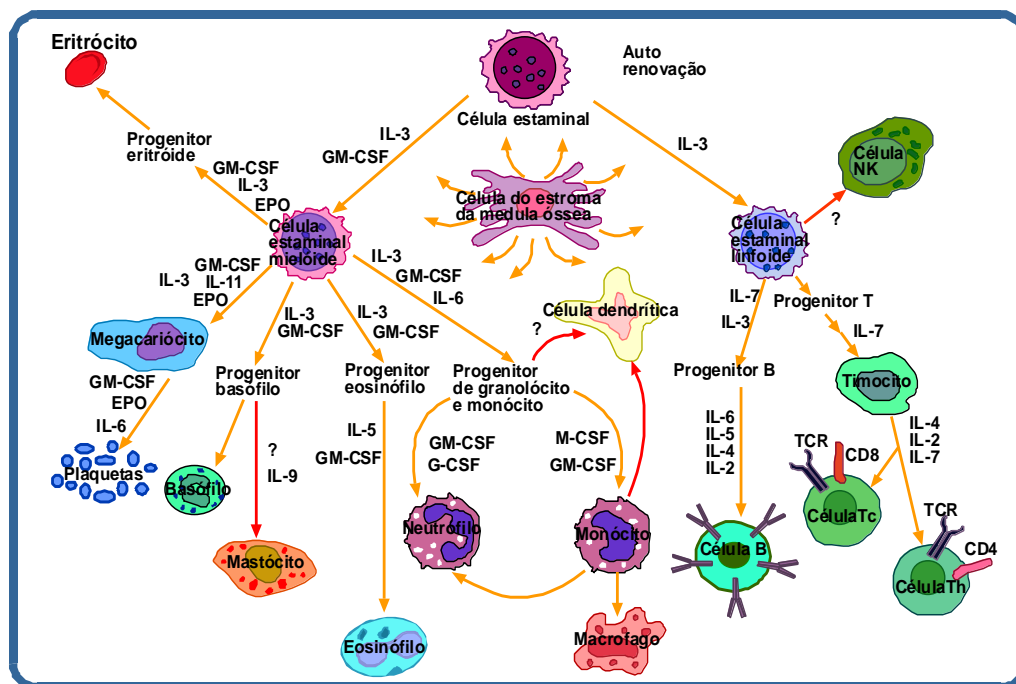 Eritrócito
Auto
renovação
Célula estaminal
Progenitor
eritróide
IL-3
GM-CSF
IL-3
Célula
NK
?
GM-CSF
IL-3
EPO
Célula
estaminal
mielóide
Célula do estroma
da medula óssea
Célula
estaminal
linfoide
IL-3
GM-CSF
IL-11
EPO
IL-3
GM-CSF
IL-6
Célula dendrítica
?
IL-7
IL-3
Progenitor T
IL-7
Megacariócito
IL-3
GM-CSF
IL-3
GM-CSF
GM-CSF
EPO
IL-6
Plaquetas
Progenitor
basófilo
Progenitor
eosinófilo
Progenitor
de granolócito
e monócito
Progenitor B
Timocito
?
IL-9
IL-5
GM-CSF
GM-CSF
G-CSF
M-CSF
GM-CSF
IL-6
IL-5
IL-4
IL-2
IL-4
IL-2
IL-7
TCR
CD8
CélulaTc
TCR
CD4
CélulaTh
Basófilo
Mastócito
Neutrófilo
Monócito
Célula B
Eosinófilo
Macrofago